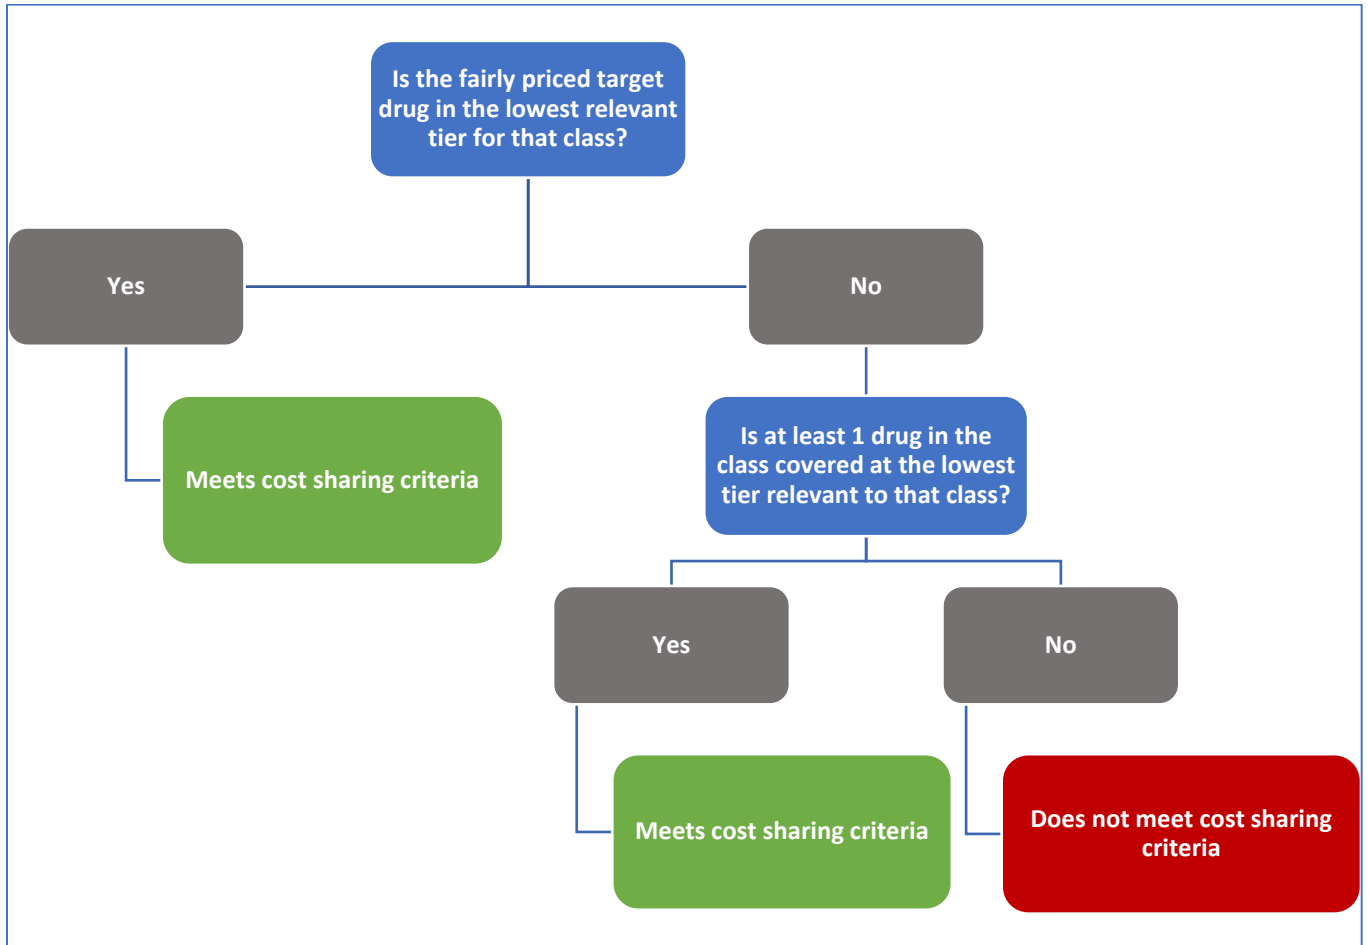 Is the fairly priced target
drug in the lowest relevant
tier for that class?
Yes
No
Meets cost sharing criteria
Is at least 1 drug in the
class covered at the lowest
tier relevant to that class?
Yes
No
Meets cost sharing criteria
Does not meet cost sharing
criteria